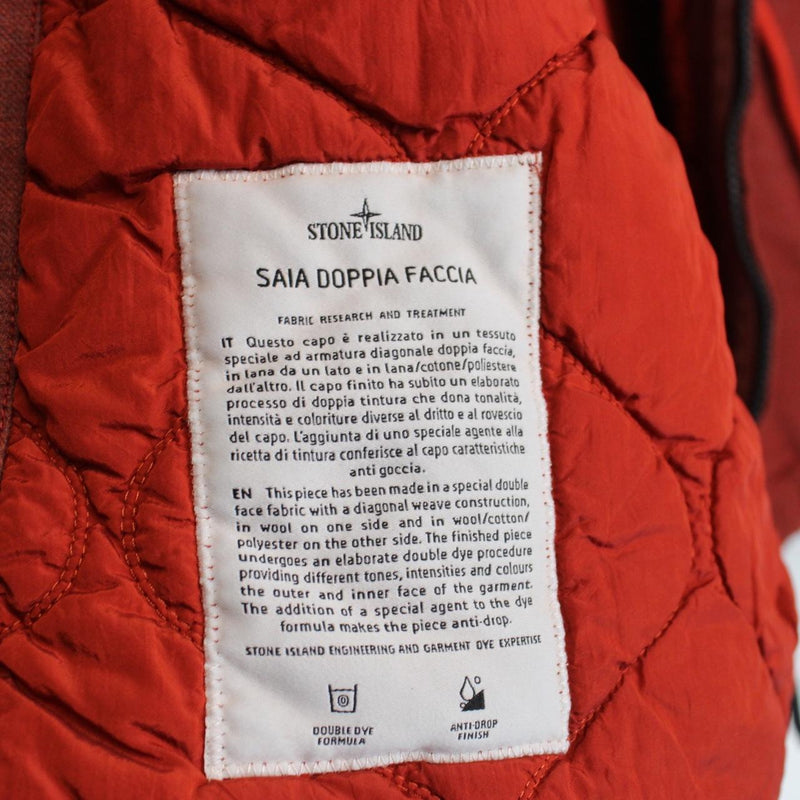 STONE ISLAND
SAIA DOPPIA FACCIA
FABRIC RESEARCH AND TREATMENT
IT Questo capo è realizzato in un tessuto
speciale ad armatura diagonale doppia faccia,
in lana da un lato e in lana/cotone/poliestere
dall'altro. Il capo finito ha subito un elaborato
processo di doppia tintura che dona tonalità,
intensità e coloriture diverse al dritto e al rovescio
del capo. L'aggiunta di uno speciale agente alla
ricetta di tintura conferisce al capo caratteristiche
anti goccia.
EN This piece has been made in a special double
face fabric with a diagonal weave construction,
in wool on one side and in wool/cotton/
polyester on the other side. The finished piece
undergoes an elaborate double dye procedure
providing different tones, intensities and colours
the outer and inner face of the garment.
The addition of a special agent to the dye
formula makes the piece anti-drop.
STONE ISLAND ENGINEERING AND GARMENT DYE EXPERTISE
DOUBLE DYE
FORMULA
ANTI-DROP
FINISH